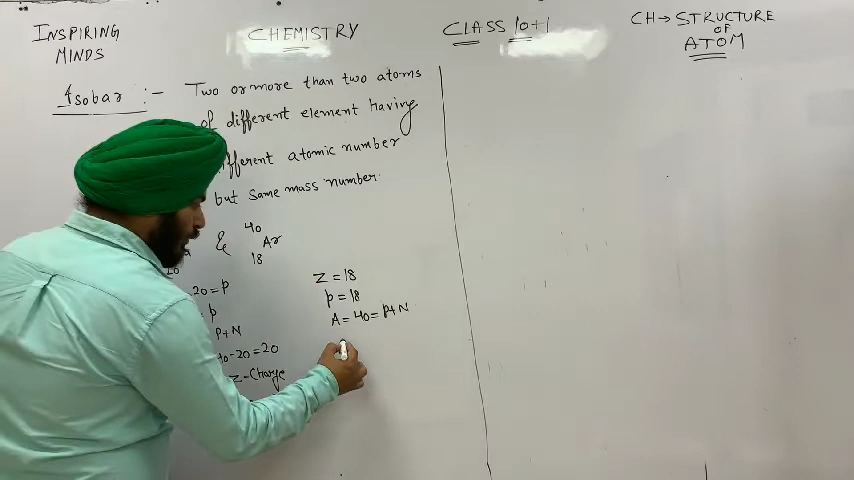 INSPIRING
MINDS
CHEMISTRY
CLASS 10+1
CH→ STRUCTURE
OF
ATOM
Isobar :- Two or more than two atoms
of different element having
different atomic number
but same mass number.
& 40 Ar 18
20 = P
= P
P+N
40-20=20
Z-Charge
Z = 18
P = 18
A = 40 = P+N